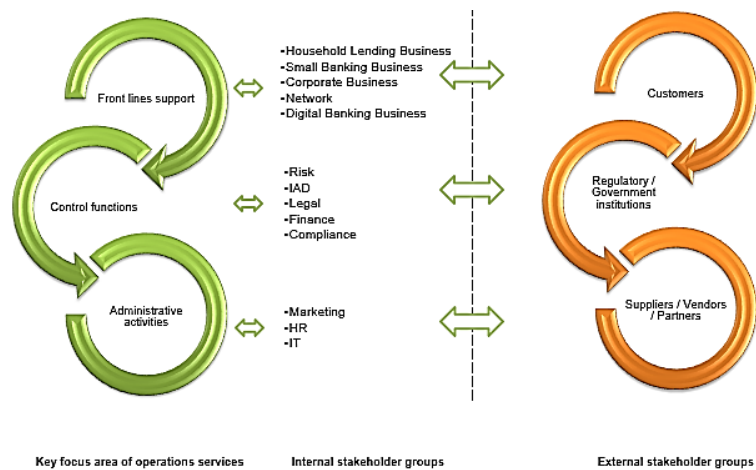 Front lines support
-Household Lending Business
-Small Banking Business
-Corporate Business
-Network
-Digital Banking Business
Customers
Control functions
-Risk
-IAD
-Legal
-Finance
-Compliance
Regulatory /
Government
institutions
Administrative
activities
-Marketing
-HR
-IT
Suppliers / Vendors
/ Partners
Key focus area of operations services
Internal stakeholder groups
External stakeholder groups